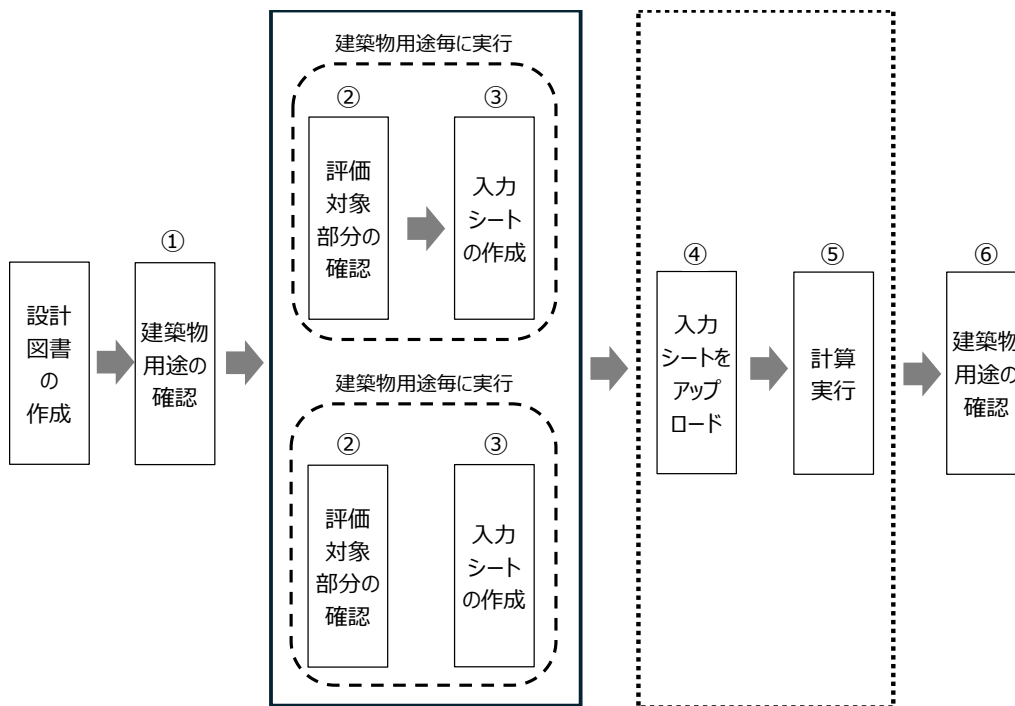 設計
図書
の
作成
①
建築物
用途の
確認
建築物用途毎に実行
②
評価
対象
部分の
確認
③
入力
シート
の作成
建築物用途毎に実行
②
評価
対象
部分の
確認
③
入力
シート
の作成
④
入力
シートを
アップ
ロード
⑤
計算
実行
⑥
建築物
用途の
確認